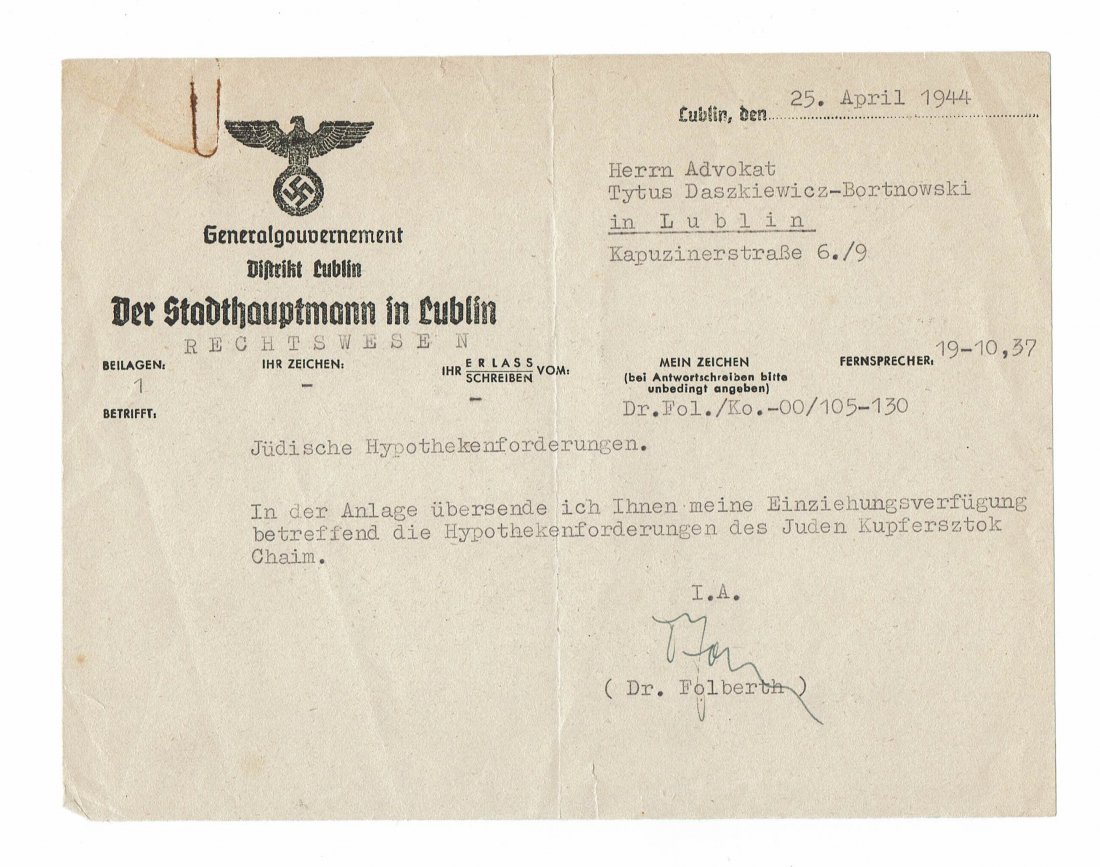 Lublin, den 25. April 1944
Generalgouvernement
Distrikt Lublin
Der Stadthauptmann in Lublin
RECHTSWESEN
Herrn Advokat
Tytus Daszkiewicz-Bortnowski
in Lublin
Kapuzinerstraße 6./9
BEILAGEN:
1
IHR ZEICHEN:
-
IHR ERLASS
SCHREIBEN VOM:
-
MEIN ZEICHEN
(bei Antwortschreiben bitte
unbedingt angeben)
Dr.Fol./Ko.-00/105-130
FERNSPRECHER: 19-10,37
BETRIFFT:
Jüdische Hypothekenforderungen.
In der Anlage übersende ich Ihnen meine Einziehungsverfügung
betreffend die Hypothekenforderungen des Juden Kupfersztok
Chaim.
I.A.
( Dr. Folberth )